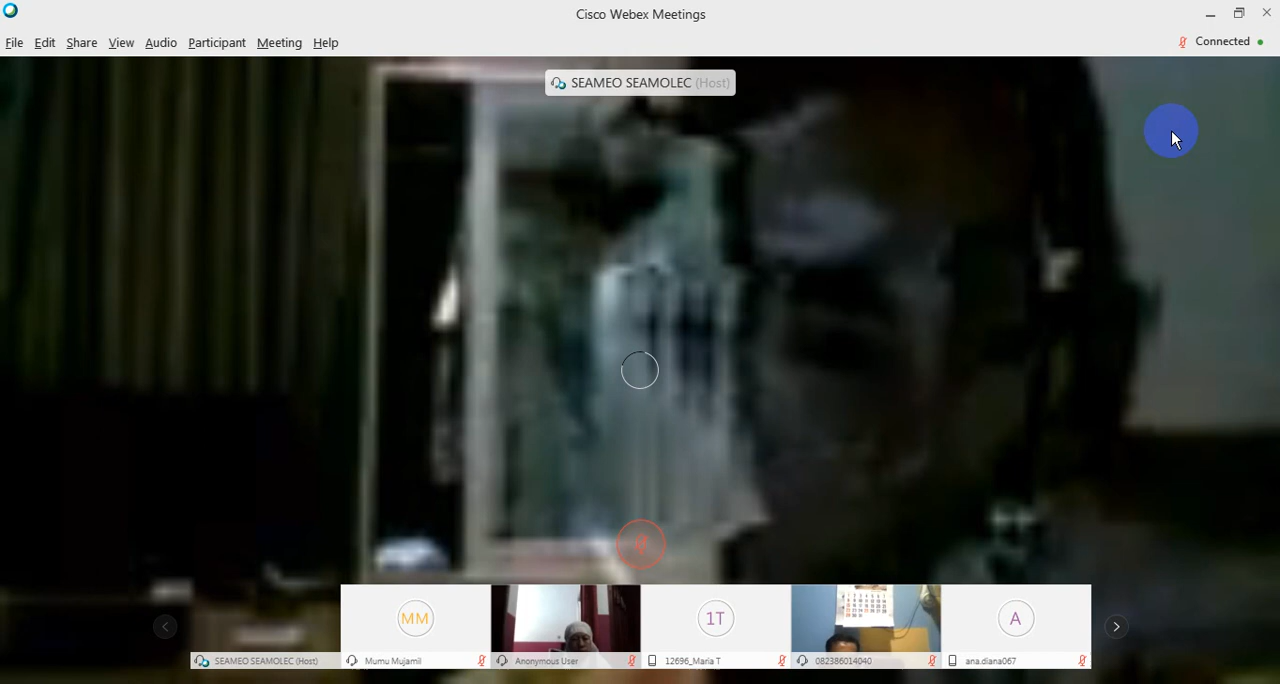 Cisco Webex Meetings
File Edit Share View Audio Participant Meeting Help
Connected
SEAMEO SEAMOLEC (Host)
MM
1T
A
SEAMEO SEAMOLEC (Host)
Mumu Mujamil
Anonymous User
12696_Maria T
082386014040
ana.diana067